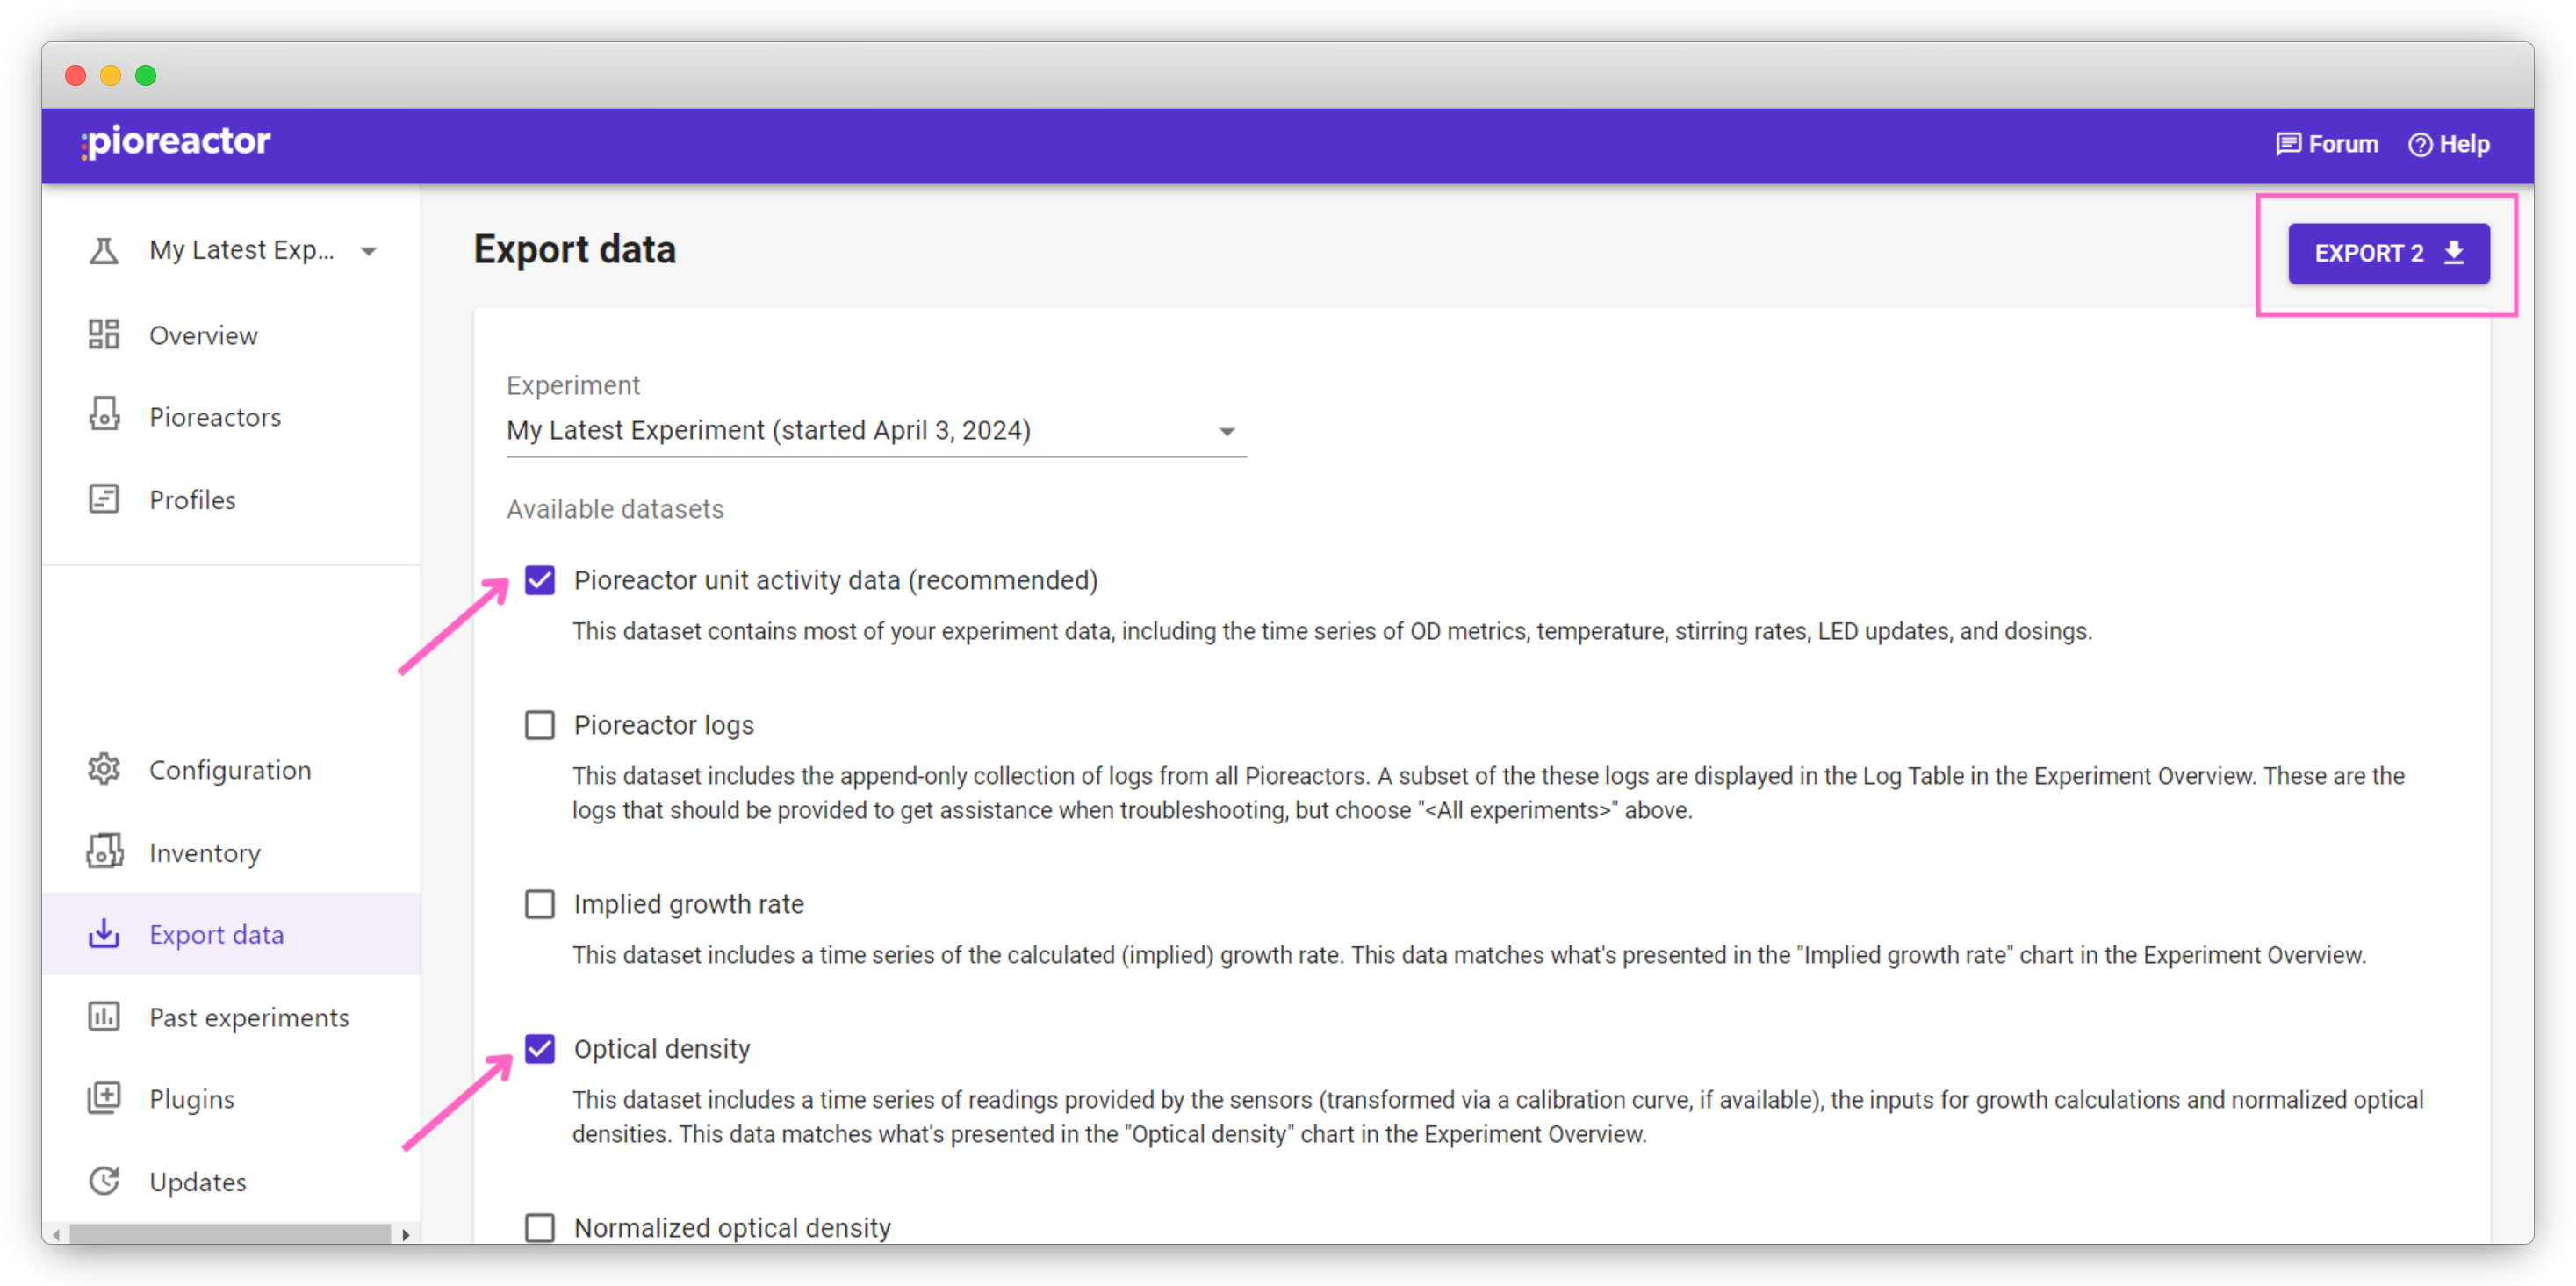 pioreactor
Forum
Help
My Latest Exp...
Overview
Pioreactors
Profiles
Configuration
Inventory
Export data
Past experiments
Plugins
Updates
Export data
EXPORT 2
Experiment
My Latest Experiment (started April 3, 2024)
Available datasets
Pioreactor unit activity data (recommended)
This dataset contains most of your experiment data, including the time series of OD metrics, temperature, stirring rates, LED updates, and dosings.
Pioreactor logs
This dataset includes the append-only collection of logs from all Pioreactors. A subset of the these logs are displayed in the Log Table in the Experiment Overview. These are the
logs that should be provided to get assistance when troubleshooting, but choose "<All experiments>" above.
Implied growth rate
This dataset includes a time series of the calculated (implied) growth rate. This data matches what's presented in the "Implied growth rate" chart in the Experiment Overview.
Optical density
This dataset includes a time series of readings provided by the sensors (transformed via a calibration curve, if available), the inputs for growth calculations and normalized optical
densities. This data matches what's presented in the "Optical density" chart in the Experiment Overview.
Normalized optical density